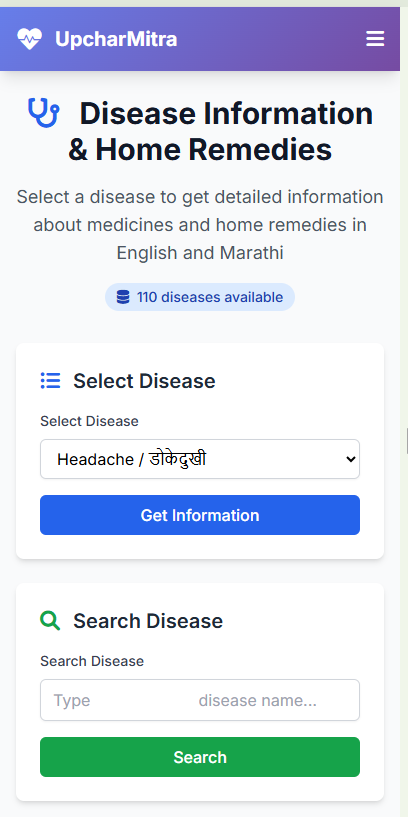 UpcharMitra
Disease Information
& Home Remedies
Select a disease to get detailed information
about medicines and home remedies in
English and Marathi
110 diseases available
Select Disease
Select Disease
Headache / डोकेदुखी
Get Information
Search Disease
Search Disease
Type disease name...
Search